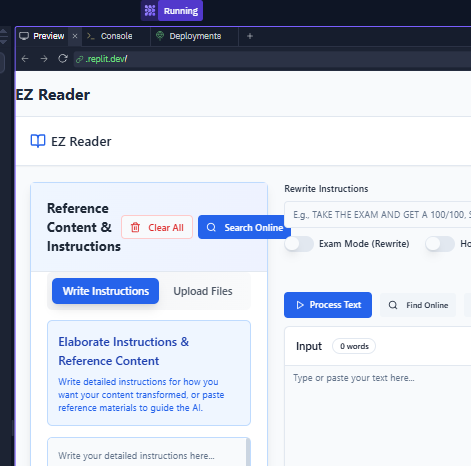 Running
Preview
Console
Deployments
.replit.dev/
EZ Reader
EZ Reader
Reference
Content &
Instructions
Clear All
Search Online
Write Instructions
Upload Files
Elaborate Instructions &
Reference Content
Write detailed instructions for how you
want your content transformed, or paste
reference materials to guide the AI.
Write your detailed instructions here...
Rewrite Instructions
E.g., TAKE THE EXAM AND GET A 100/100, S
Exam Mode (Rewrite)
Ho
Process Text
Find Online
Input
0 words
Type or paste your text here...